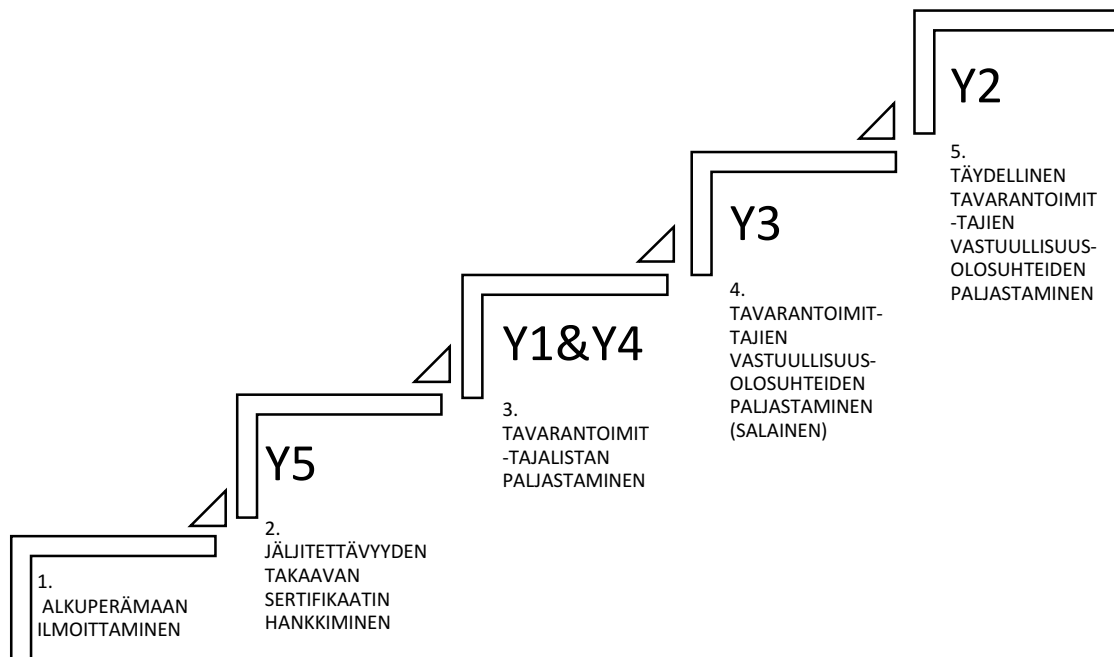 1.
ALKUPERÄMAAN
ILMOITTAMINEN
Y5
2.
JÄLJITETTÄVYYDEN
TAKAAVAN
SERTIFIKAATIN
HANKKIMINEN
Y1&Y4
3.
TAVARANTOIMIT
-TAJALISTAN
PALJASTAMINEN
Y3
4.
TAVARANTOIMIT-
TAJIEN
VASTUULLISUUS-
OLOSUHTEIDEN
PALJASTAMINEN
(SALAINEN)
Y2
5.
TÄYDELLINEN
TAVARANTOIMIT
-TAJIEN
VASTUULLISUUS-
OLOSUHTEIDEN
PALJASTAMINEN